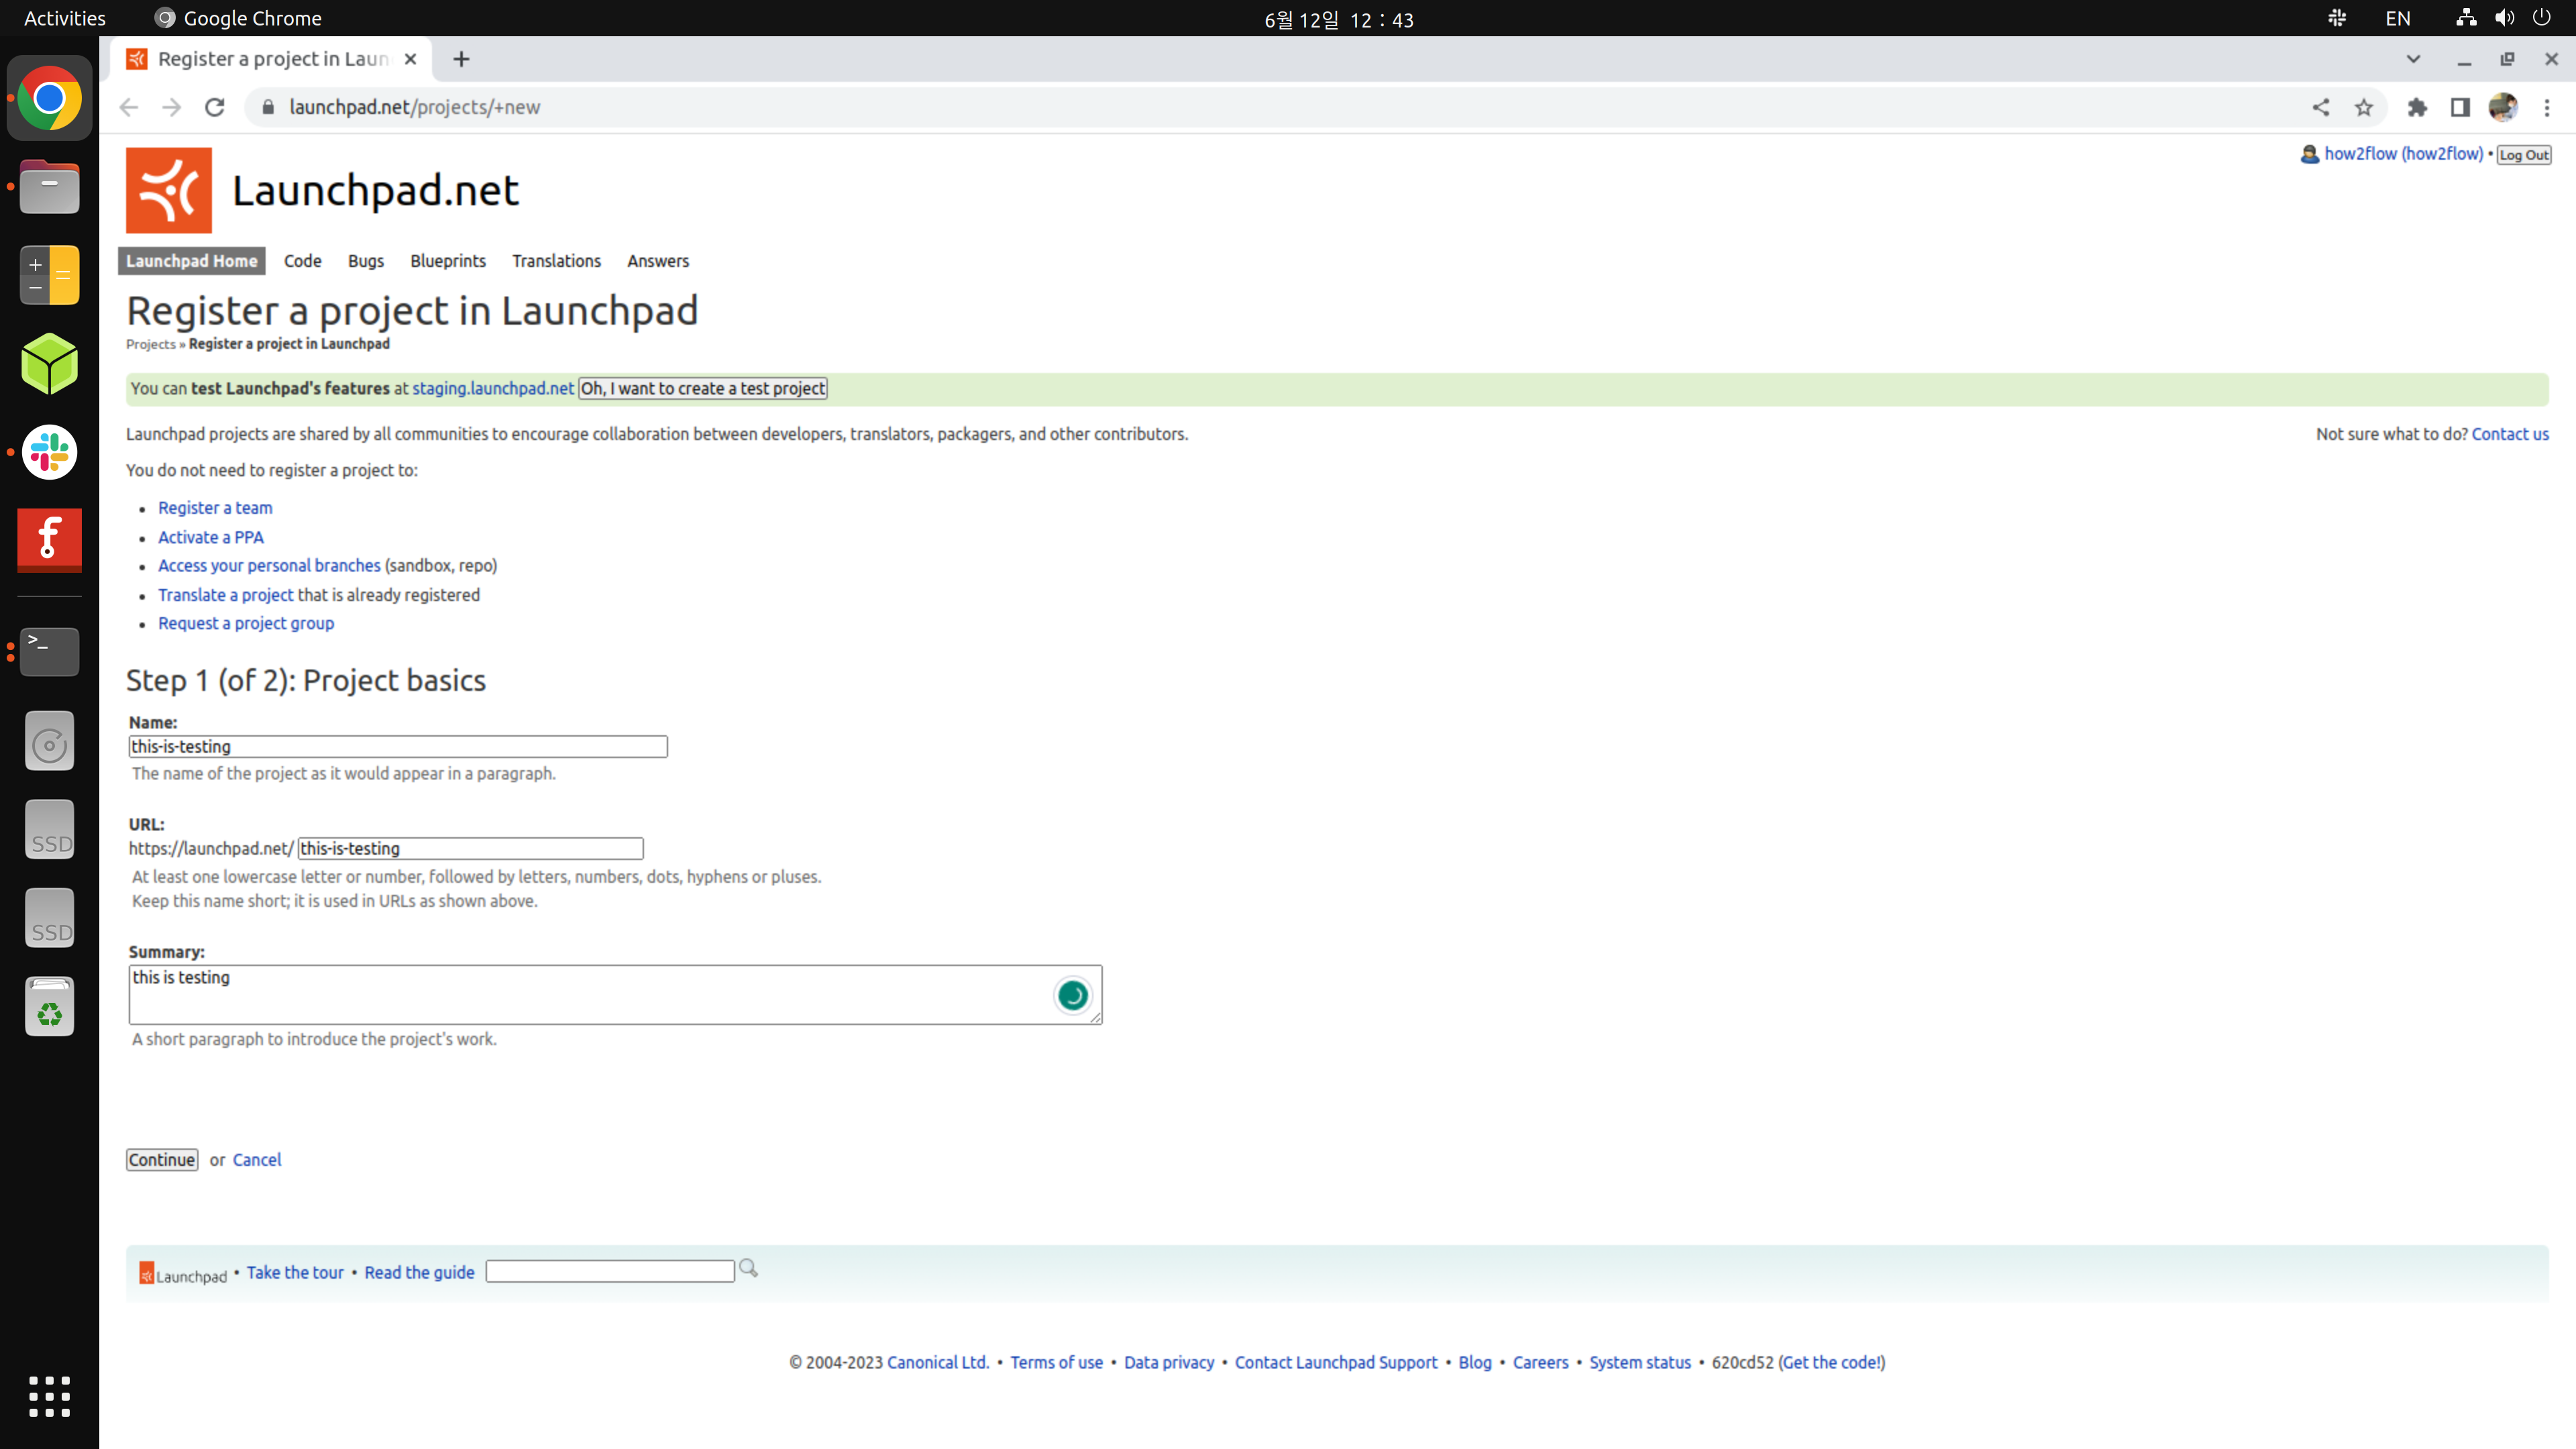 Activities Google Chrome 6월 12일 12 : 43 EN
Register a project in Laun
launchpad.net/projects/+new
how2flow (how2flow) • Log Out
Launchpad.net
Launchpad Home Code Bugs Blueprints Translations Answers
Register a project in Launchpad
Projects » Register a project in Launchpad
You can test Launchpad's features at staging.launchpad.net Oh, I want to create a test project
Launchpad projects are shared by all communities to encourage collaboration between developers, translators, packagers, and other contributors. Not sure what to do? Contact us
You do not need to register a project to:
• Register a team
• Activate a PPA
• Access your personal branches (sandbox, repo)
• Translate a project that is already registered
• Request a project group
Step 1 (of 2): Project basics
Name:
this-is-testing
The name of the project as it would appear in a paragraph.
URL:
https://launchpad.net/ this-is-testing
At least one lowercase letter or number, followed by letters, numbers, dots, hyphens or pluses.
Keep this name short; it is used in URLs as shown above.
SSD
Summary:
this is testing
A short paragraph to introduce the project's work.
SSD
Continue or Cancel
Launchpad • Take the tour • Read the guide
© 2004-2023 Canonical Ltd. • Terms of use • Data privacy • Contact Launchpad Support • Blog • Careers • System status • 620cd52 (Get the code!)